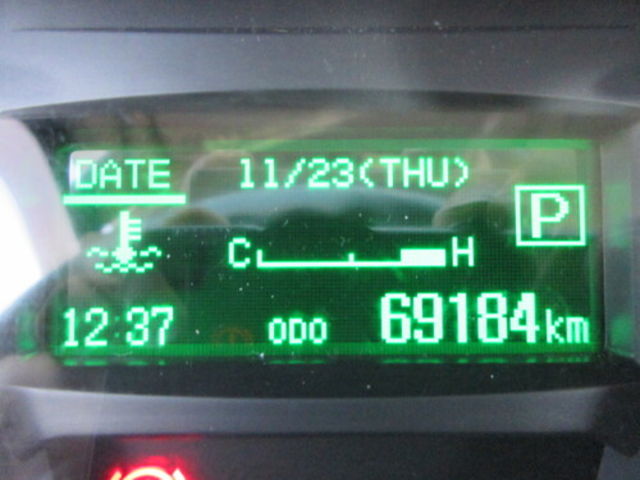 DATE 11/23(THU)
P
C H
12:37 ODO 69184km